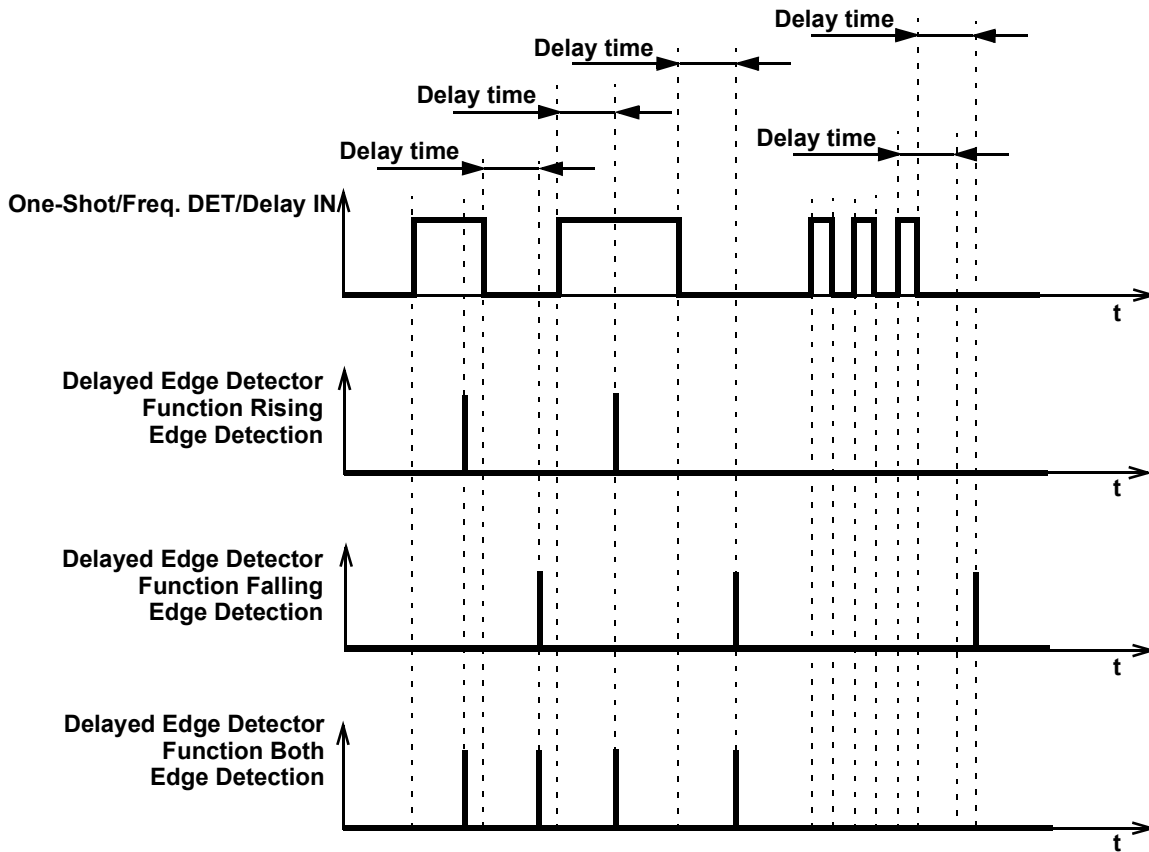 Delay time
Delay time
Delay time
Delay time
Delay time
One-Shot/Freq. DET/Delay IN
t
Delayed Edge Detector
Function Rising
Edge Detection
t
Delayed Edge Detector
Function Falling
Edge Detection
t
Delayed Edge Detector
Function Both
Edge Detection
t